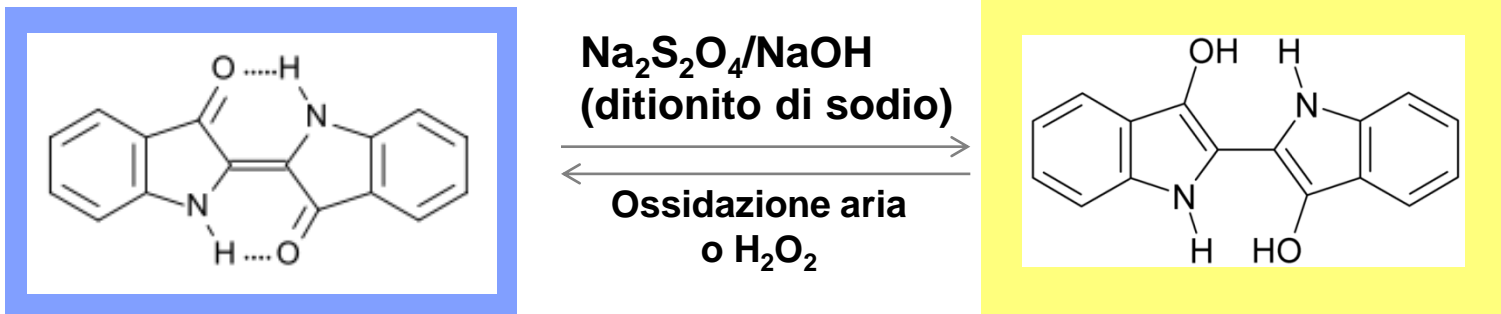 O H
N
N
H O
Na₂S₂O₄/NaOH
(ditionito di sodio)
Ossidazione aria
o H₂O₂
OH H
N
N
H HO